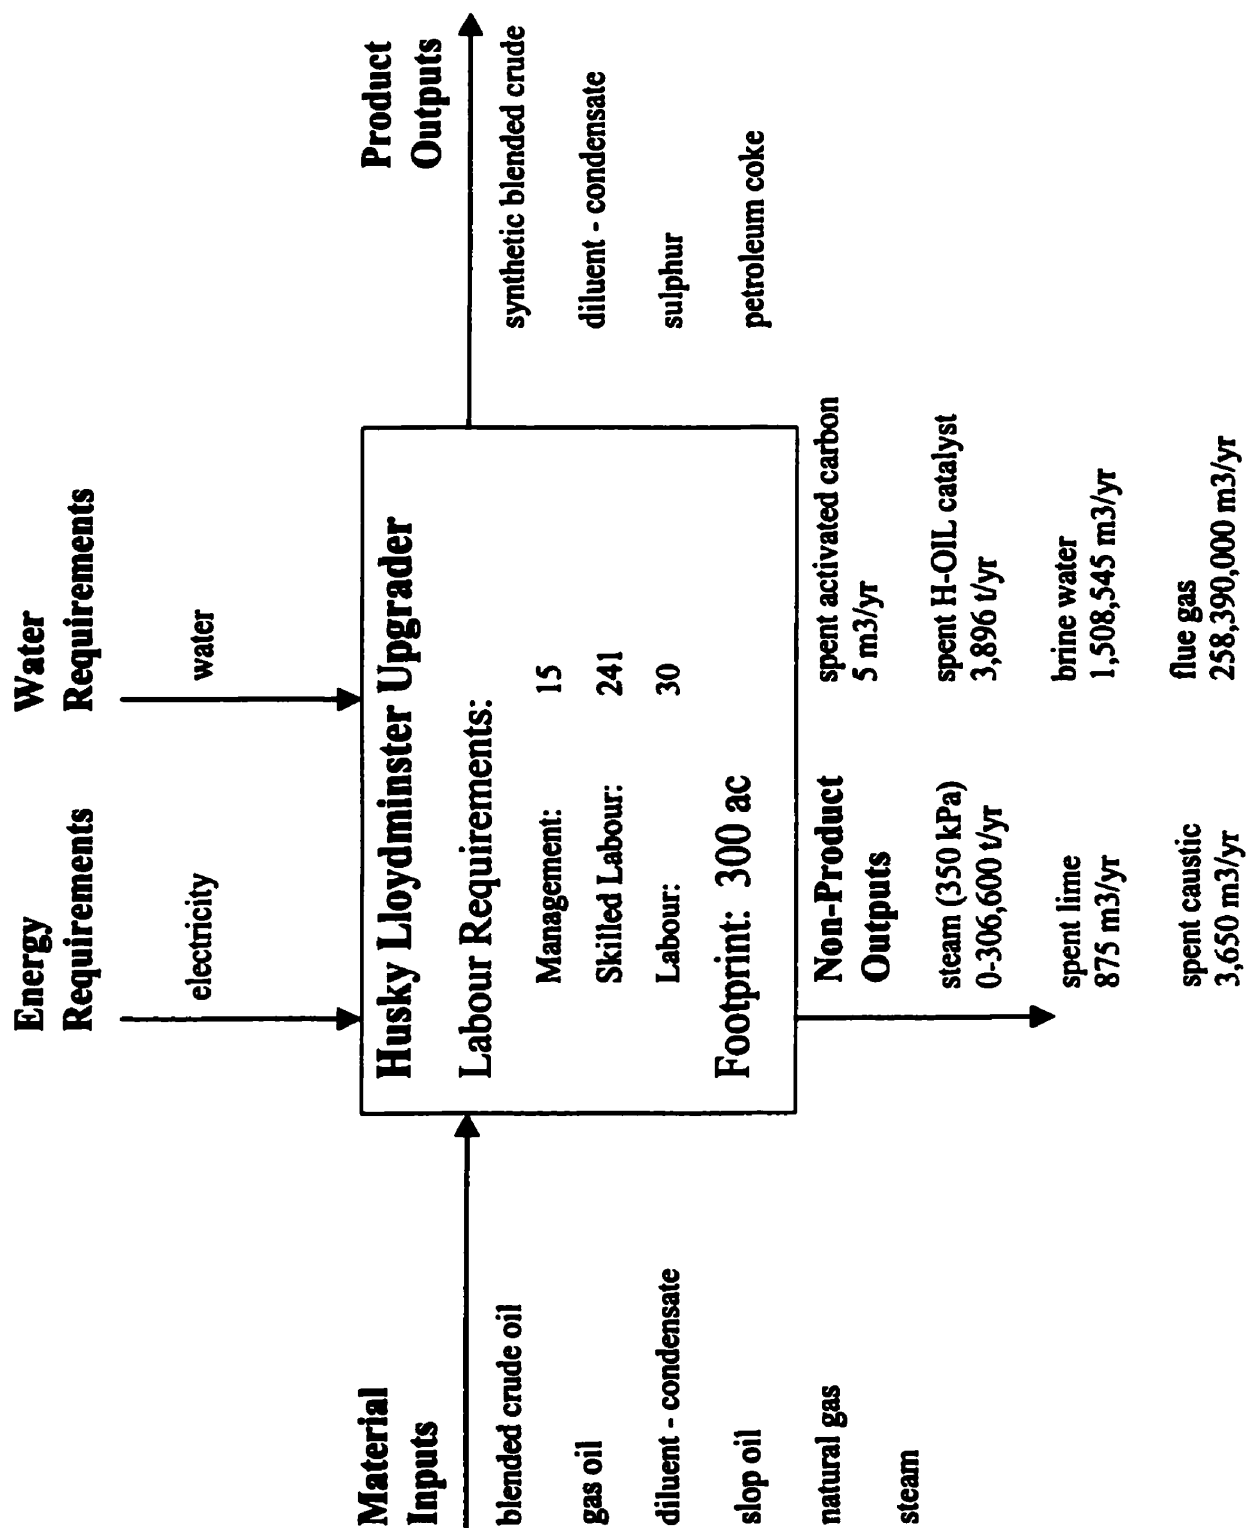 Energy
Requirements
electricity
Water
Requirements
water
Material
Inputs
blended crude oil
gas oil
diluent - condensate
slop oil
natural gas
steam
Husky Lloydminster Upgrader
Labour Requirements:
Management: 15
Skilled Labour: 241
Labour: 30
Footprint: 300 ac
Product
Outputs
synthetic blended crude
diluent - condensate
sulphur
petroleum coke
Non-Product
Outputs
steam (350 kPa)
0-306,600 t/yr
spent lime
875 m3/yr
spent caustic
3,650 m3/yr
spent activated carbon
5 m3/yr
spent H-OIL catalyst
3,896 t/yr
brine water
1,508,545 m3/yr
flue gas
258,390,000 m3/yr